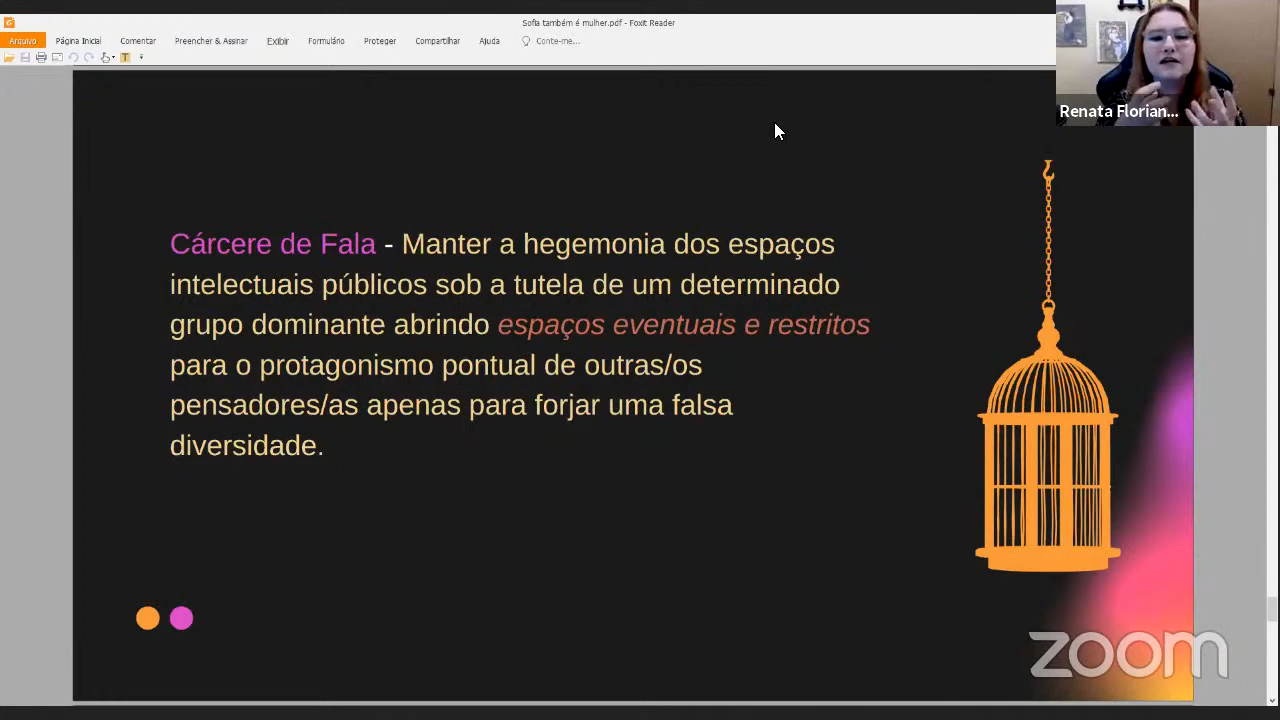 Sofia também é mulher.pdf - Foxit Reader
Arquivo Página Inicial Comentar Preencher & Assinar Exibir Formulário Proteger Compartilhar Ajuda Conte-me...
Renata Florian...
Cárcere de Fala - Manter a hegemonia dos espaços
intelectuais públicos sob a tutela de um determinado
grupo dominante abrindo espaços eventuais e restritos
para o protagonismo pontual de outras/os
pensadores/as apenas para forjar uma falsa
diversidade.
zoom